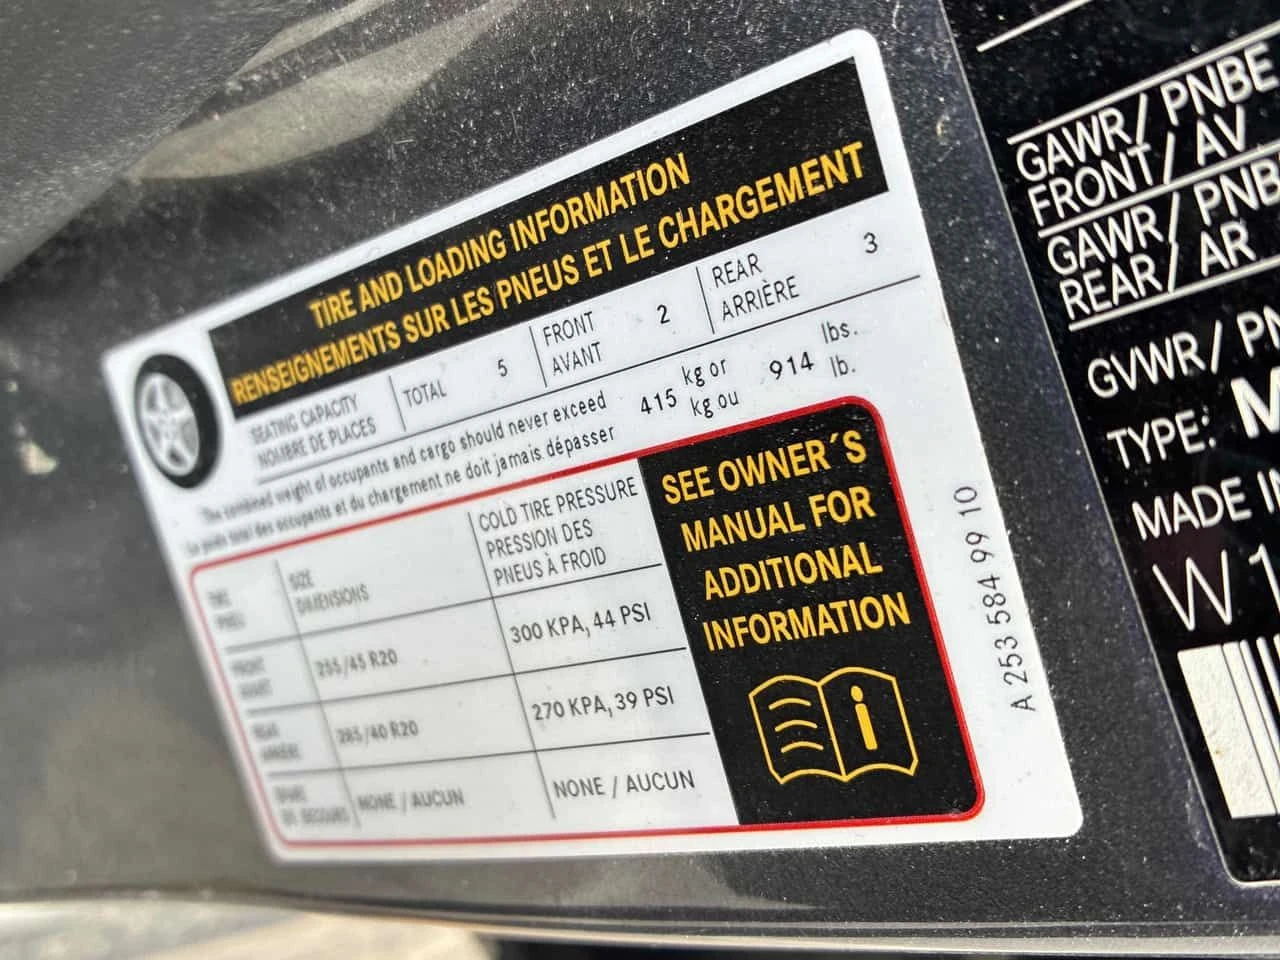 TIRE AND LOADING INFORMATION
RENSEIGNEMENTS SUR LES PNEUS ET LE CHARGEMENT
SEATING CAPACITY
NOMBRE DE PLACES
TOTAL 5
FRONT
AVANT
2
REAR
ARRIÈRE
3
The combined weight of occupants and cargo should never exceed
Le poids total des occupants et du chargement ne doit jamais dépasser
415
kg or
kg ou
914
lbs.
lb.
TIRE
PNEU
SIZE
DIMENSIONS
COLD TIRE PRESSURE
PRESSION DES
PNEUS À FROID
FRONT
AVANT
255/45 R20
300 KPA, 44 PSI
REAR
ARRIÈRE
285/40 R20
270 KPA, 39 PSI
SPARE
DE SECOURS
NONE / AUCUN
NONE / AUCUN
SEE OWNER´S
MANUAL FOR
ADDITIONAL
INFORMATION
i
A 253 584 99 10
GAWR/ PNBE
FRONT/ AV
GAWR/ PNB
REAR/ AR
GVWR/ PN
TYPE: M
MADE IN
W1